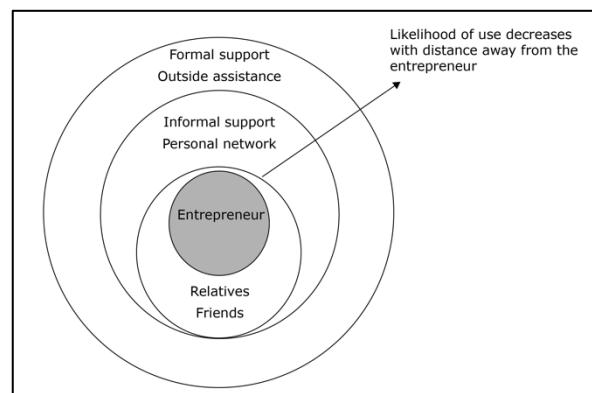 Likelihood of use decreases
with distance away from the
entrepreneur
Formal support
Outside assistance
Informal support
Personal network
Entrepreneur
Relatives
Friends